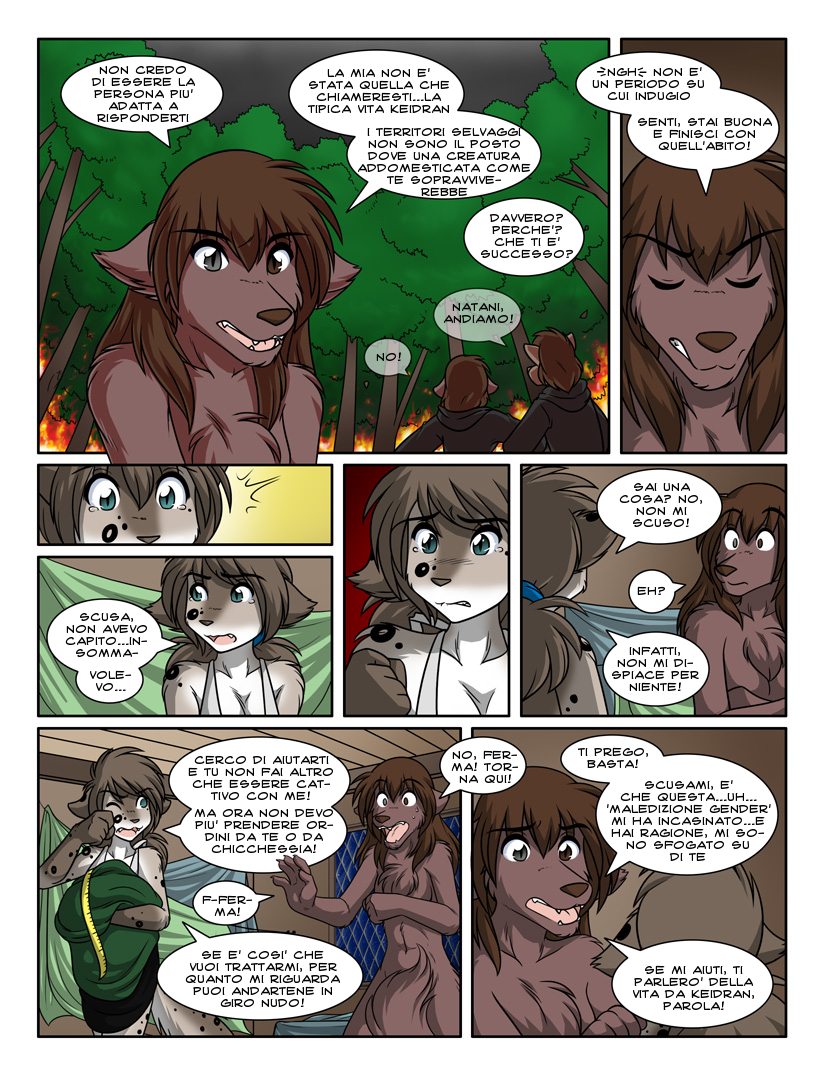 NON CREDO
DI ESSERE LA
PERSONA PIU'
ADATTA A
RISPONDERTI
LA MIA NON E'
STATA QUELLA CHE
CHIAMERESTI...LA
TIPICA VITA KEIDRAN
I TERRITORI SELVAGGI
NON SONO IL POSTO
DOVE UNA CREATURA
ADDOMESTICATA COME
TE SOPRAVVIVE-
REBBE
DAVVERO?
PERCHE'?
CHE TI E'
SUCCESSO?
NATANI,
ANDIAMO!
NO!
>NGH< NON E'
UN PERIODO SU
CUI INDUGIO
SENTI, STAI BUONA
E FINISCI CON
QUELL'ABITO!
SCUSA,
NON AVEVO
CAPITO...IN-
SOMMA-
VOLE-
VO...
SAI UNA
COSA? NO,
NON MI
SCUSO!
EH?
INFATTI,
NON MI DI-
SPIACE PER
NIENTE!
CERCO DI AIUTARTI
E TU NON FAI ALTRO
CHE ESSERE CAT-
TIVO CON ME!
MA ORA NON DEVO
PIU' PRENDERE OR-
DINI DA TE O DA
CHICCHESSIA!
F-FER-
MA!
SE E' COSI' CHE
VUOI TRATTARMI, PER
QUANTO MI RIGUARDA
PUOI ANDARTENE IN
GIRO NUDO!
NO, FER-
MA! TOR-
NA QUI!
TI PREGO,
BASTA!
SCUSAMI, E'
CHE QUESTA...UH...
'MALEDIZIONE GENDER'
MI HA INCASINATO...E
HAI RAGIONE, MI SO-
NO SFOGATO SU
DI TE
SE MI AIUTI, TI
PARLERO' DELLA
VITA DA KEIDRAN,
PAROLA!